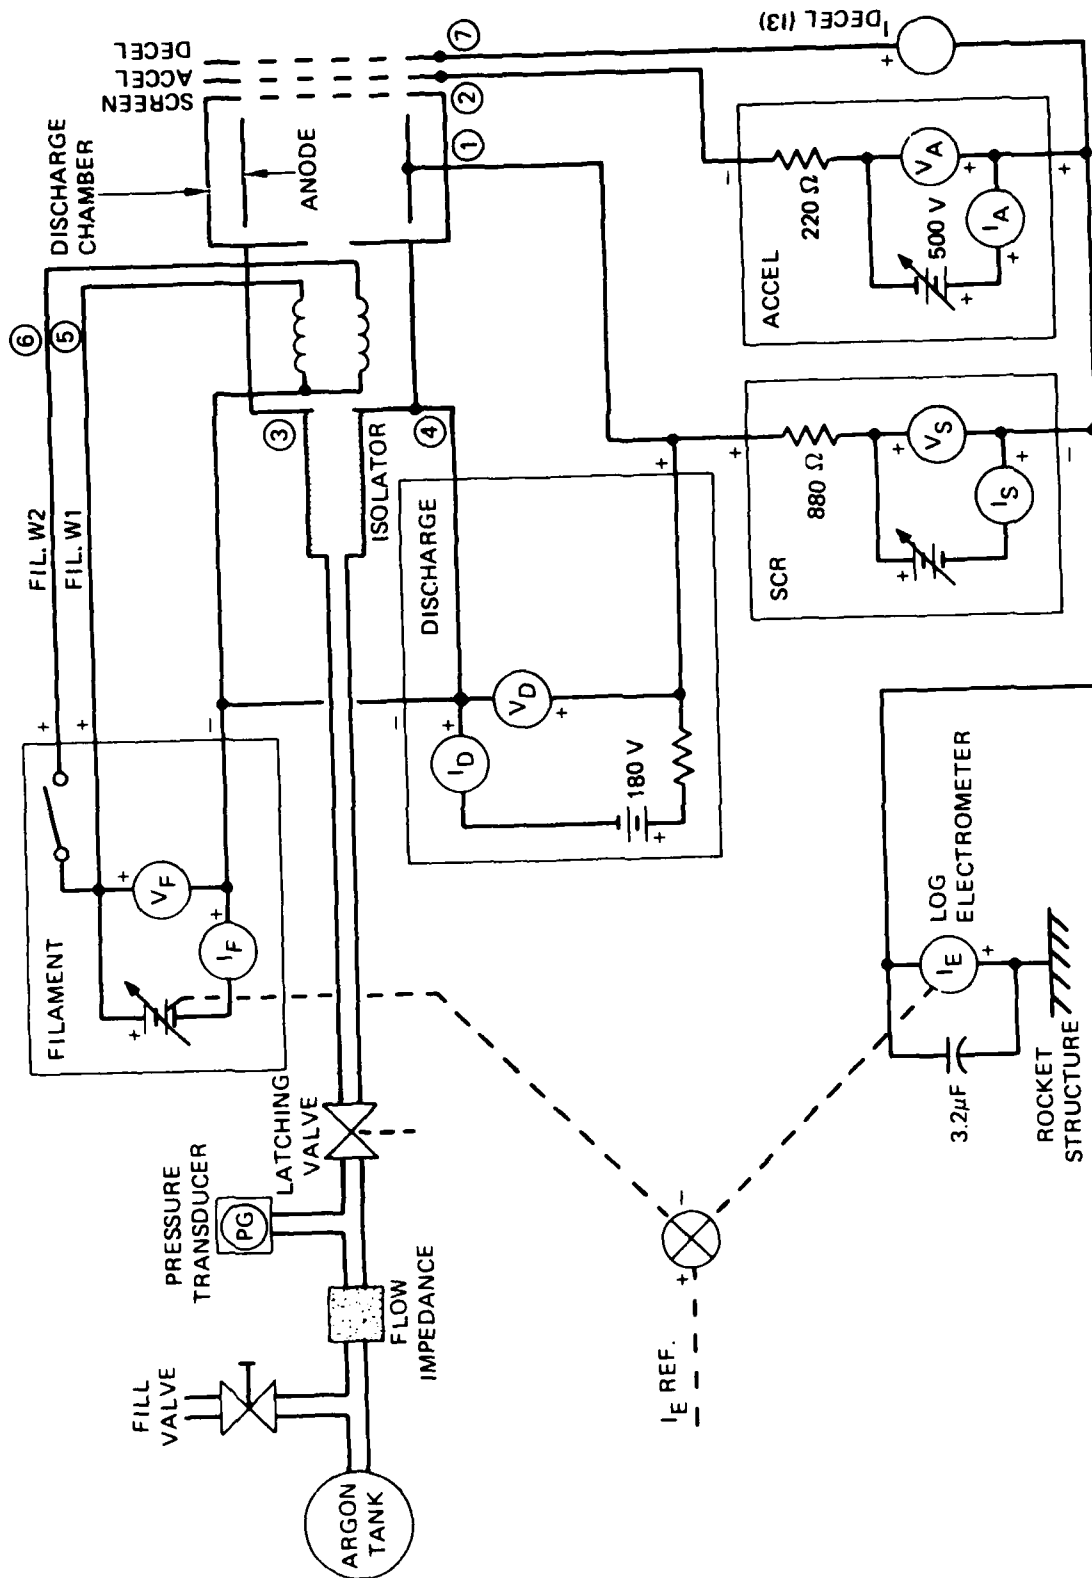 ARGON
TANK
FILL
VALVE
FLOW
IMPEDANCE
PRESSURE
TRANSDUCER
PG
LATCHING
VALVE
FILAMENT
+
I_F
+
V_F
+
+
+
−
FIL. W2
FIL. W1
⑥
⑤
DISCHARGE
CHAMBER
ANODE
SCREEN
ACCEL
DECEL
①
②
⑦
③
④
ISOLATOR
DISCHARGE
−
I_D
+
V_D
+
180 V
+
+
I_E REF.
+
−
LOG
ELECTROMETER
I_E
+
3.2μF
ROCKET
STRUCTURE
SCR
+
880 Ω
+
+
V_S
I_S
+
−
ACCEL
−
220 Ω
500 V
+
V_A
+
I_A
+
+
DECEL (13)
+
I